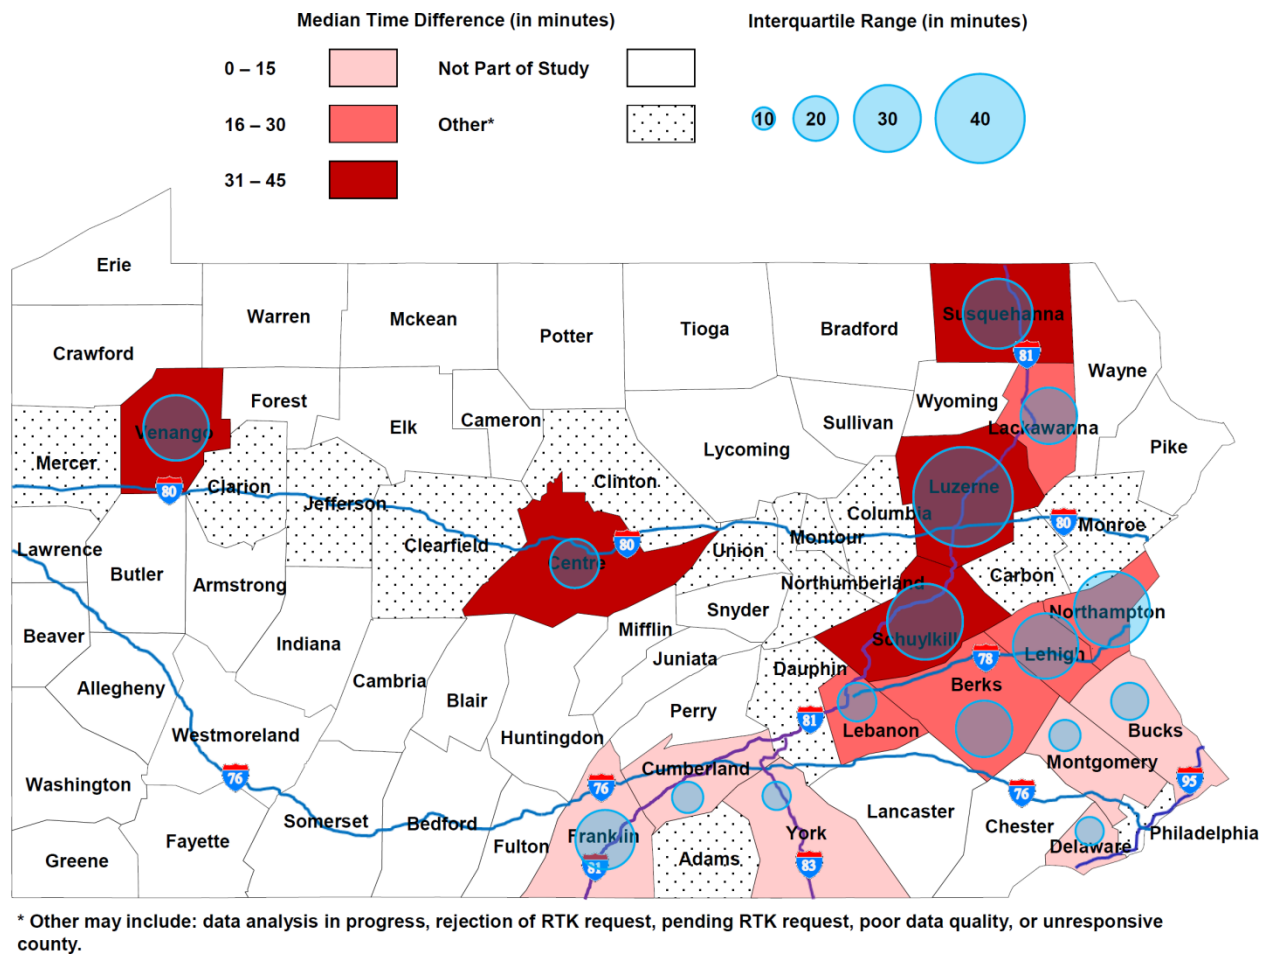 Median Time Difference (in minutes)
Interquartile Range (in minutes)
0 – 15
Not Part of Study
16 – 30
Other*
31 – 45
10
20
30
40
Erie
Warren
Mckean
Potter
Tioga
Bradford
Susquehanna
81
Crawford
Wayne
Forest
Elk
Cameron
Sullivan
Wyoming
Lackawanna
Venango
Mercer
Lycoming
Pike
80
Clarion
Jefferson
Clinton
Luzerne
Columbia
80
Monroe
Lawrence
Butler
Armstrong
Clearfield
Centre
80
Union
Montour
Carbon
Northumberland
Snyder
Northampton
Beaver
Indiana
Mifflin
Juniata
Schuylkill
Lehigh
78
Allegheny
Cambria
Blair
Dauphin
Berks
Perry
81
Lebanon
Westmoreland
Huntingdon
Bucks
Washington
76
Cumberland
76
Montgomery
95
76
Fayette
Somerset
Bedford
Fulton
Franklin
81
Adams
York
83
Lancaster
Chester
Delaware
Philadelphia
Greene
* Other may include: data analysis in progress, rejection of RTK request, pending RTK request, poor data quality, or unresponsive
county.